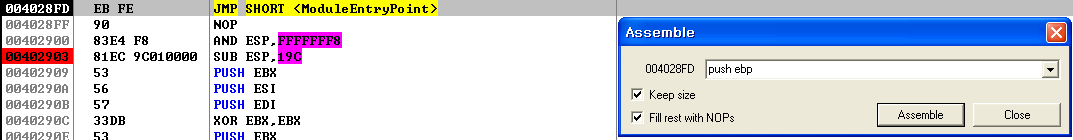 004028FD EB FE JMP SHORT <ModuleEntryPoint>
004028FF 90 NOP
00402900 83E4 F8 AND ESP,FFFFFFF8
00402903 81EC 9C010000 SUB ESP,19C
00402909 53 PUSH EBX
0040290A 56 PUSH ESI
0040290B 57 PUSH EDI
0040290C 33DB XOR EBX,EBX
0040290E 53 PUSH EBX
Assemble
004028FD push ebp
Keep size
Fill rest with NOPs
Assemble Close